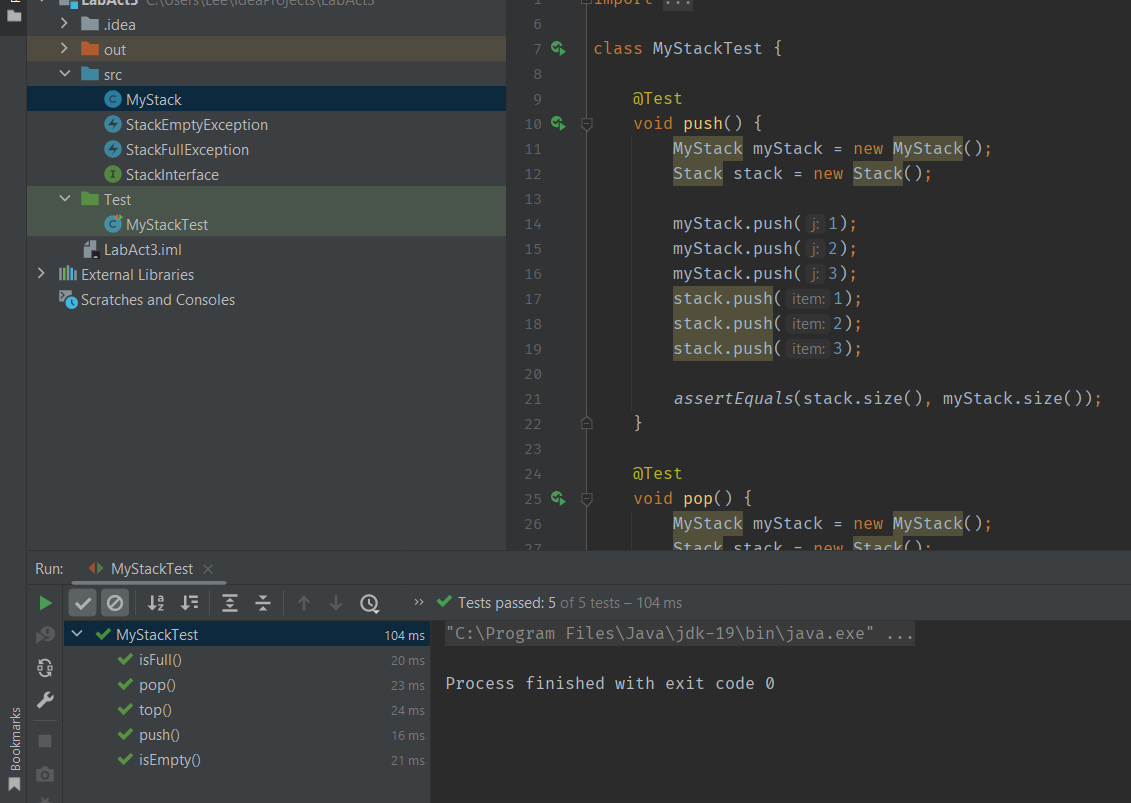 LabAct3 C:\Users\Lee\IdeaProjects\LabAct3
.idea
out
src
MyStack
StackEmptyException
StackFullException
StackInterface
Test
MyStackTest
LabAct3.iml
External Libraries
Scratches and Consoles
import ...
6
7 class MyStackTest {
8
9 @Test
10 void push() {
11 MyStack myStack = new MyStack();
12 Stack stack = new Stack();
13
14 myStack.push( j: 1);
15 myStack.push( j: 2);
16 myStack.push( j: 3);
17 stack.push( item: 1);
18 stack.push( item: 2);
19 stack.push( item: 3);
20
21 assertEquals(stack.size(), myStack.size());
22 }
23
24 @Test
25 void pop() {
26 MyStack myStack = new MyStack();
27 Stack stack = new Stack();
Run: MyStackTest
Tests passed: 5 of 5 tests – 104 ms
MyStackTest 104 ms
isFull() 20 ms
pop() 23 ms
top() 24 ms
push() 16 ms
isEmpty() 21 ms
"C:\Program Files\Java\jdk-19\bin\java.exe" ...
Process finished with exit code 0
Bookmarks